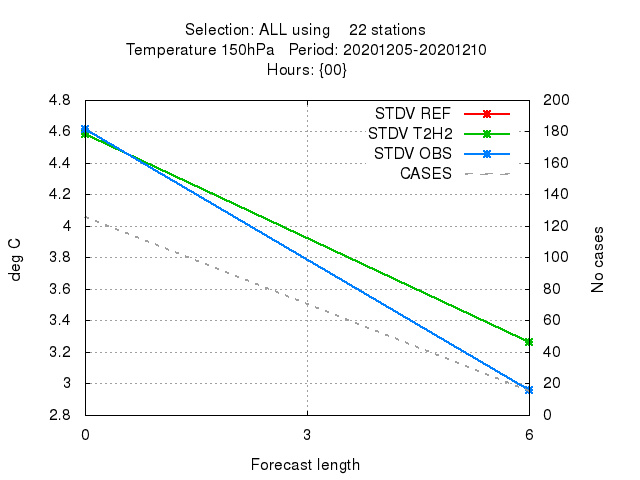 Selection: ALL using 22 stations
Temperature 150hPa Period: 20201205-20201210
Hours: {00}
4.8
4.6
4.4
4.2
4
3.8
3.6
3.4
3.2
3
2.8
deg C
STDV REF
STDV T2H2
STDV OBS
CASES
200
180
160
140
120
100
80
60
40
20
0
No cases
0 3 6
Forecast length